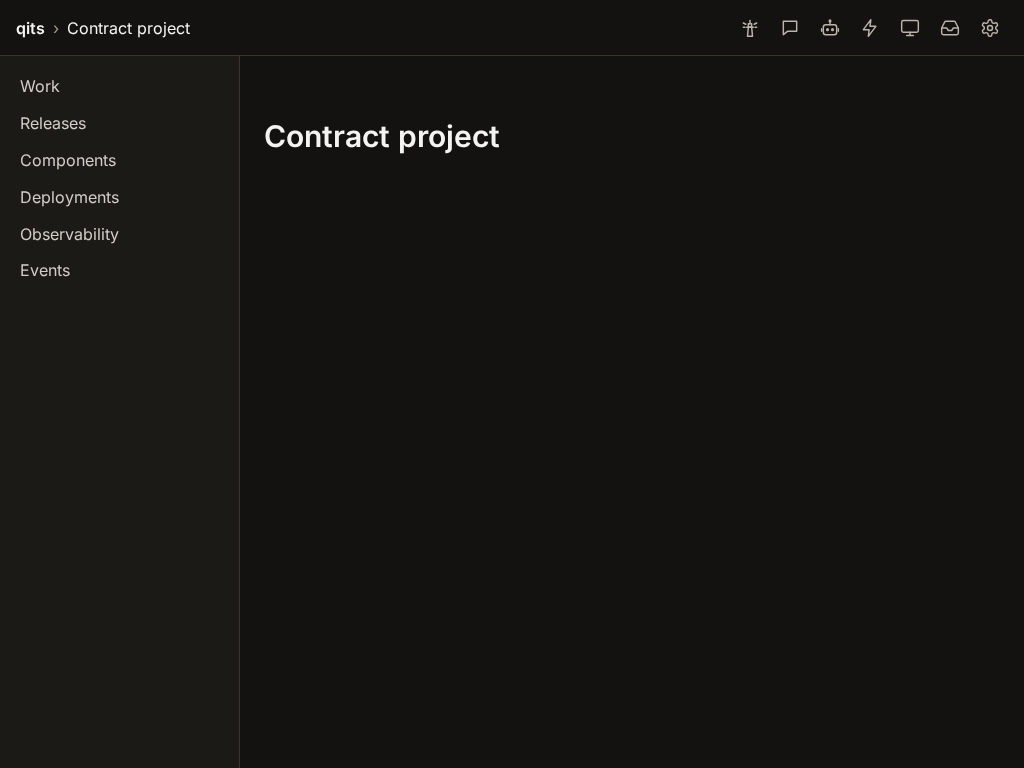 qits › Contract project
Work
Releases
Components
Deployments
Observability
Events
Contract project